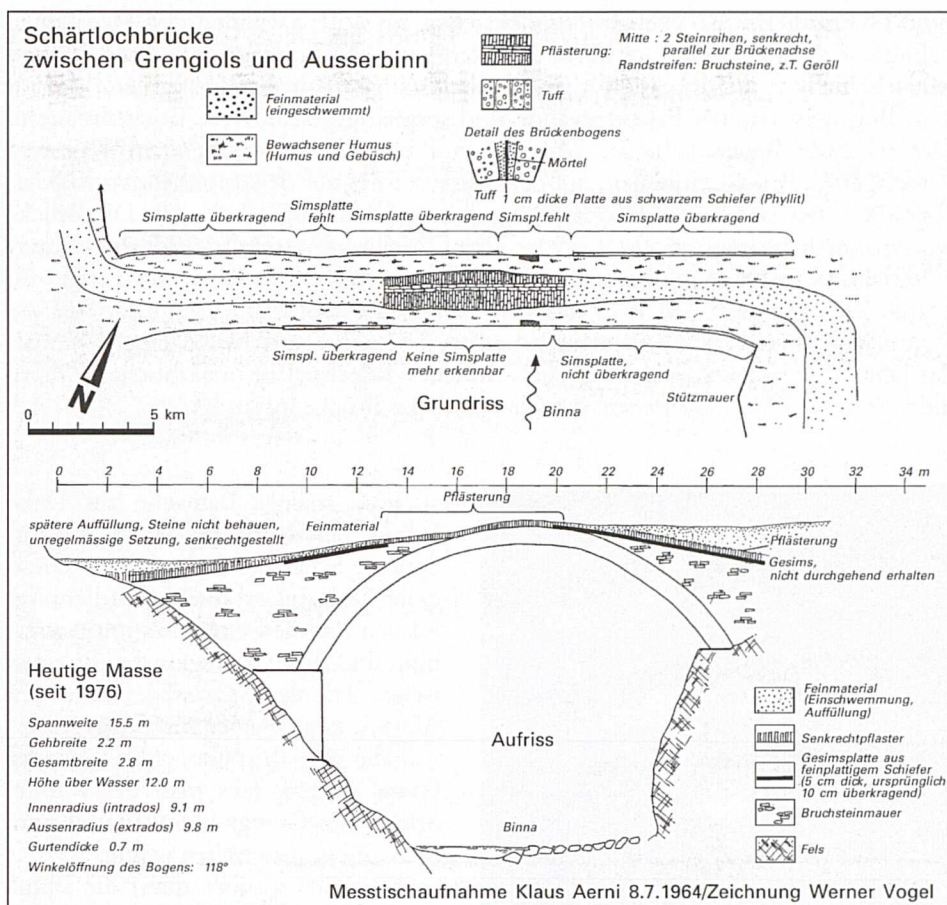 Schärtlochbrücke
zwischen Grengiols und Ausserbinn
Feinmaterial
(eingeschwemmt)
Bewachsener Humus
(Humus und Gebüsch)
Pflästerung:
Mitte : 2 Steinreihen, senkrecht,
parallel zur Brückenachse
Randstreifen: Bruchsteine, z.T. Geröll
Tuff
Detail des Brückenbogens
Mörtel
Tuff
1 cm dicke Platte aus schwarzem Schiefer (Phyllit)
Simsplatte überkragend
Simsplatte
fehlt
Simsplatte überkragend
Simspl.fehlt
Simsplatte überkragend
Simspl. überkragend
Keine Simsplatte
mehr erkennbar
Simsplatte,
nicht überkragend
Stützmauer
N
Grundriss
Binna
0 5 km
0 2 4 6 8 10 12 14 16 18 20 22 24 26 28 30 32 34 m
Pflästerung
spätere Auffüllung, Steine nicht behauen,
unregelmässige Setzung, senkrechtgestellt
Feinmaterial
Pflästerung
Gesims,
nicht durchgehend erhalten
Heutige Masse
(seit 1976)
Spannweite 15.5 m
Gehbreite 2.2 m
Gesamtbreite 2.8 m
Höhe über Wasser 12.0 m
Innenradius (intrados) 9.1 m
Aussenradius (extrados) 9.8 m
Gurtendicke 0.7 m
Winkelöffnung des Bogens: 118°
Aufriss
Binna
Feinmaterial
(Einschwemmung,
Auffüllung)
Senkrechtpflaster
Gesimsplatte aus
feinplattigem Schiefer
(5 cm dick, ursprünglich
10 cm überkragend)
Bruchsteinmauer
Fels
Messtischaufnahme Klaus Aerni 8.7.1964/Zeichnung Werner Vogel